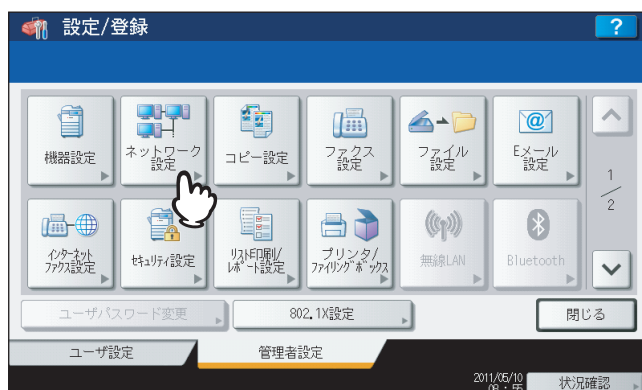 設定/登録
?
機器設定
ネットワーク
設定
コピー設定
ファクス
設定
ファイル
設定
@
Eメール
設定
1
2
インターネット
ファクス設定
セキュリティ設定
リスト印刷/
レポート設定
プリンタ/
ファイリングボックス
無線LAN
Bluetooth
ユーザパスワード変更
802.1X設定
閉じる
ユーザ設定
管理者設定
2011/05/10
状況確認